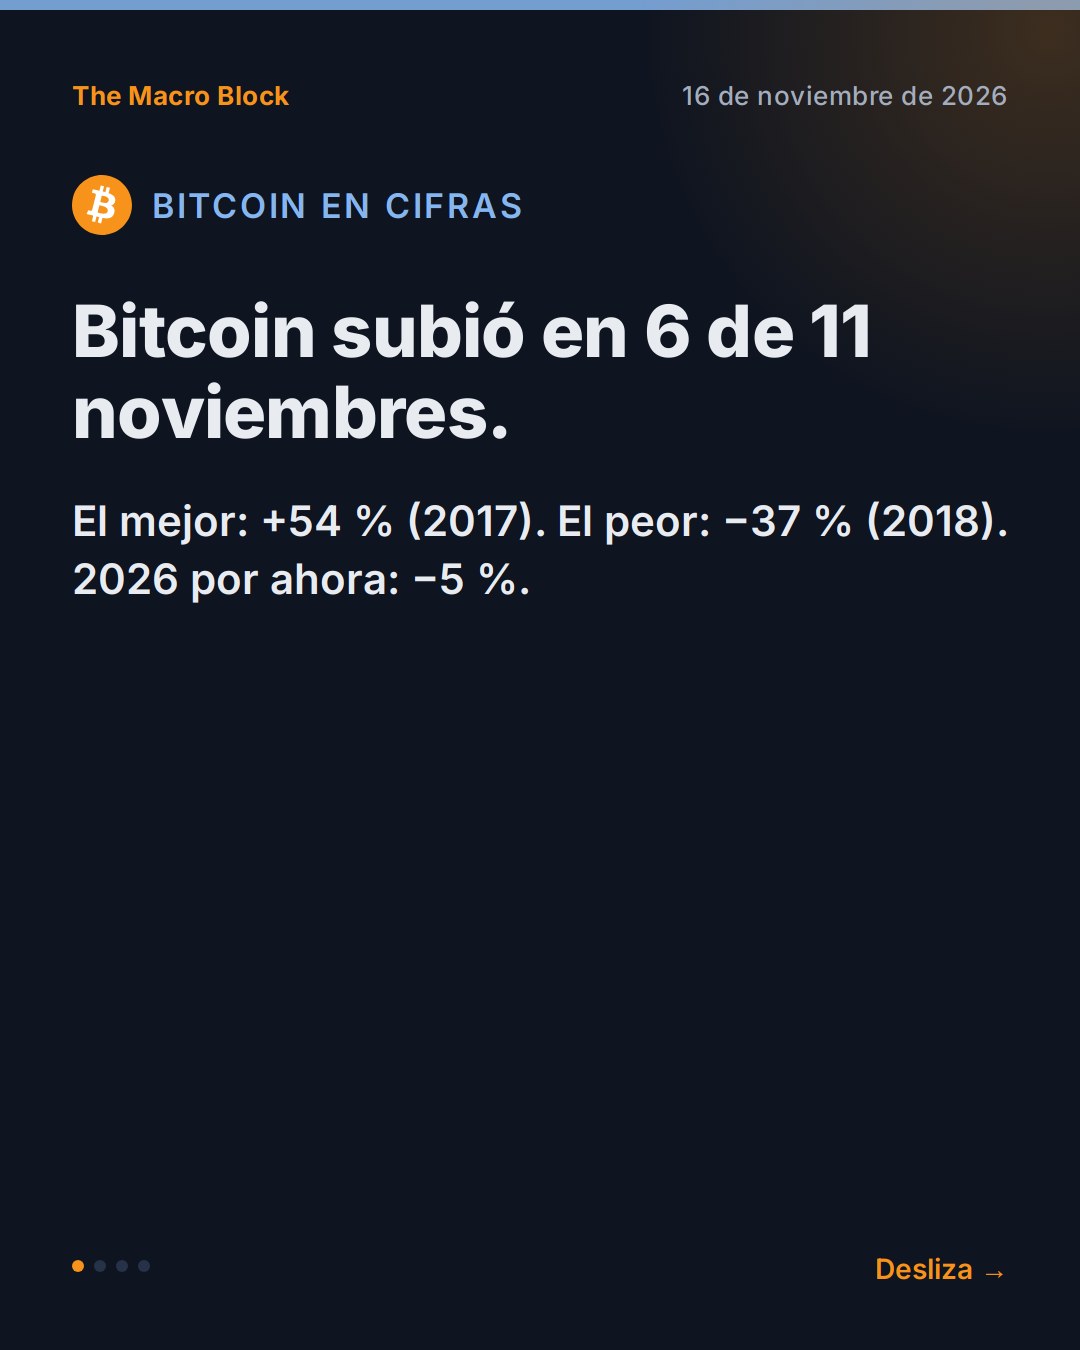 The Macro Block
16 de noviembre de 2026
BITCOIN EN CIFRAS
Bitcoin subió en 6 de 11
noviembres.
El mejor: +54 % (2017). El peor: −37 % (2018).
2026 por ahora: −5 %.
Desliza →